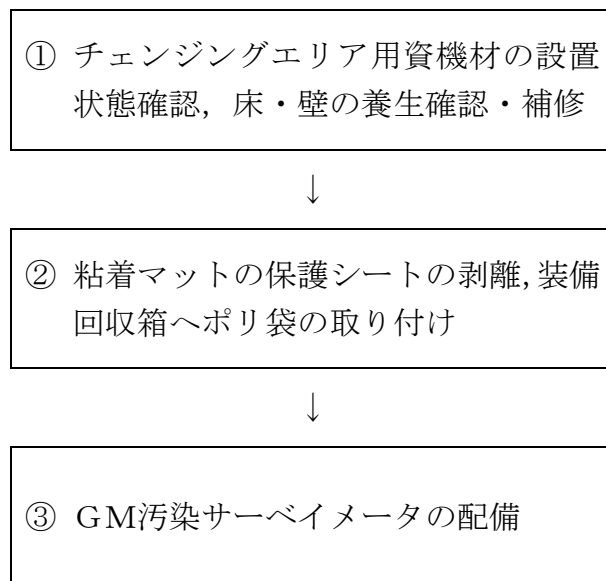 ① チェンジングエリア用資機材の設置
状態確認，床・壁の養生確認・補修
↓
② 粘着マットの保護シートの剥離，装備
回収箱へポリ袋の取り付け
↓
③ ＧＭ汚染サーベイメータの配備